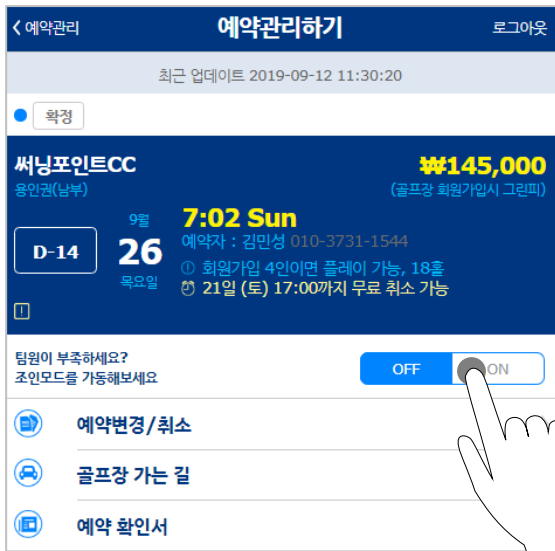 예약관리 예약관리하기 로그아웃
최근 업데이트 2019-09-12 11:30:20
확정
써닝포인트CC ₩145,000
용인권(남부) (골프장 회원가입시 그린피)
D-14
9월
26
목요일
7:02 Sun
예약자 : 김민성 010-3731-1544
회원가입 4인이면 플레이 가능, 18홀
21일 (토) 17:00까지 무료 취소 가능
팀원이 부족하세요?
조인모드를 가동해보세요
OFF ON
예약변경/취소
골프장 가는 길
예약 확인서